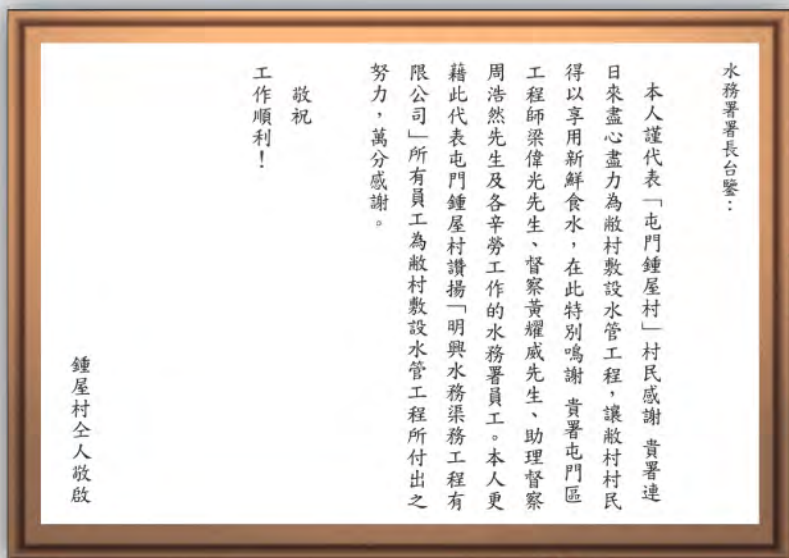 水務署署長台鑒：
本人謹代表「屯門鍾屋村」村民感謝 貴署連
日來盡心盡力為敝村敷設水管工程，讓敝村村民
得以享用新鮮食水，在此特別鳴謝 貴署屯門區
工程師梁偉光先生、督察黃耀威先生、助理督察
周浩然先生及各辛勞工作的水務署員工。本人更
藉此代表屯門鍾屋村讚揚「明興水務渠務工程有
限公司」所有員工為敝村敷設水管工程所付出之
努力，萬分感謝。
敬祝
工作順利！
鍾屋村仝人敬啟